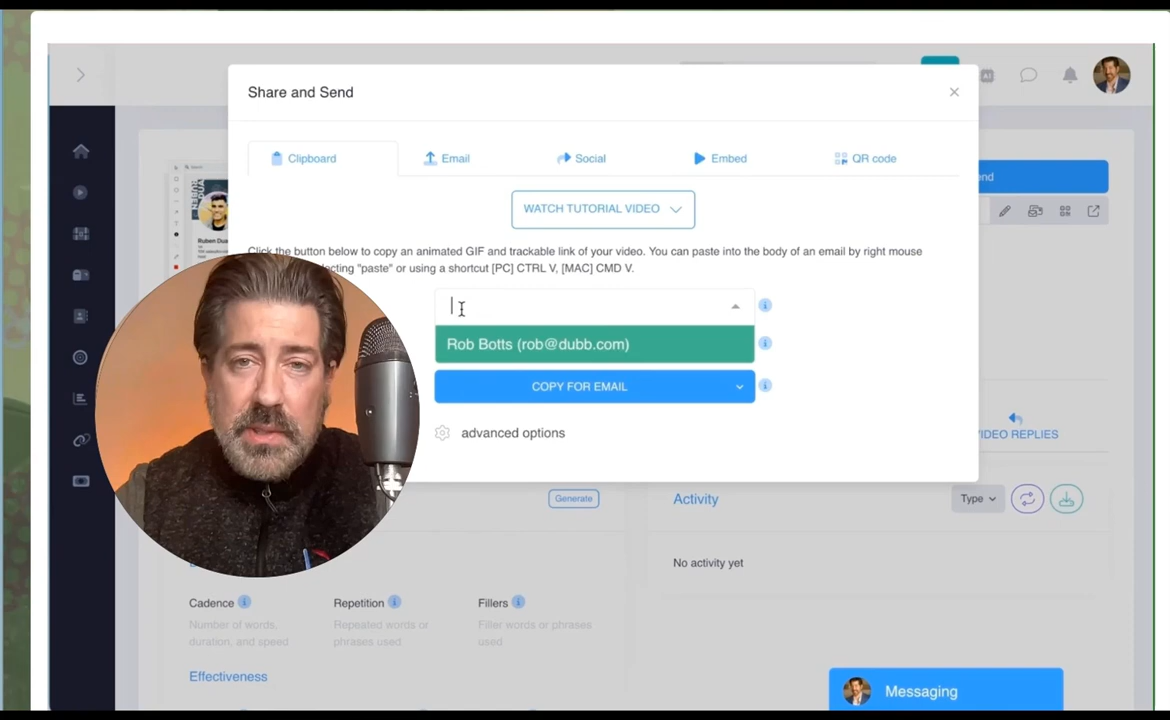 Share and Send
AI
Clipboard
Email
Social
Embed
QR code
WATCH TUTORIAL VIDEO
Click the button below to copy an animated GIF and trackable link of your video. You can paste into the body of an email by right mouse
"paste" or using a shortcut [PC] CTRL V, [MAC] CMD V.
Rob Botts (rob@dubb.com)
COPY FOR EMAIL
advanced options
IDEO REPLIES
Generate
Activity
Type
No activity yet
Cadence
Repetition
Fillers
Number of words,
duration, and speed
Repeated words or
phrases used
Filler words or phrases
used
Effectiveness
Messaging